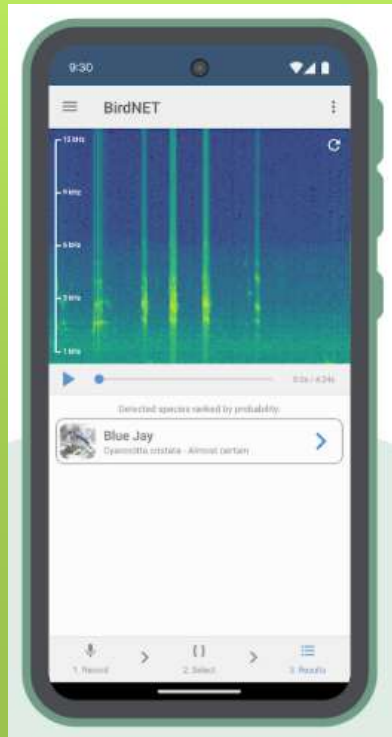 9:30
BirdNET
12 kHz
9 kHz
6 kHz
3 kHz
1 kHz
Detected species ranked by probability:
Blue Jay
Cyanocitta cristata - Almost certain
1. Record
2. Select
3. Results